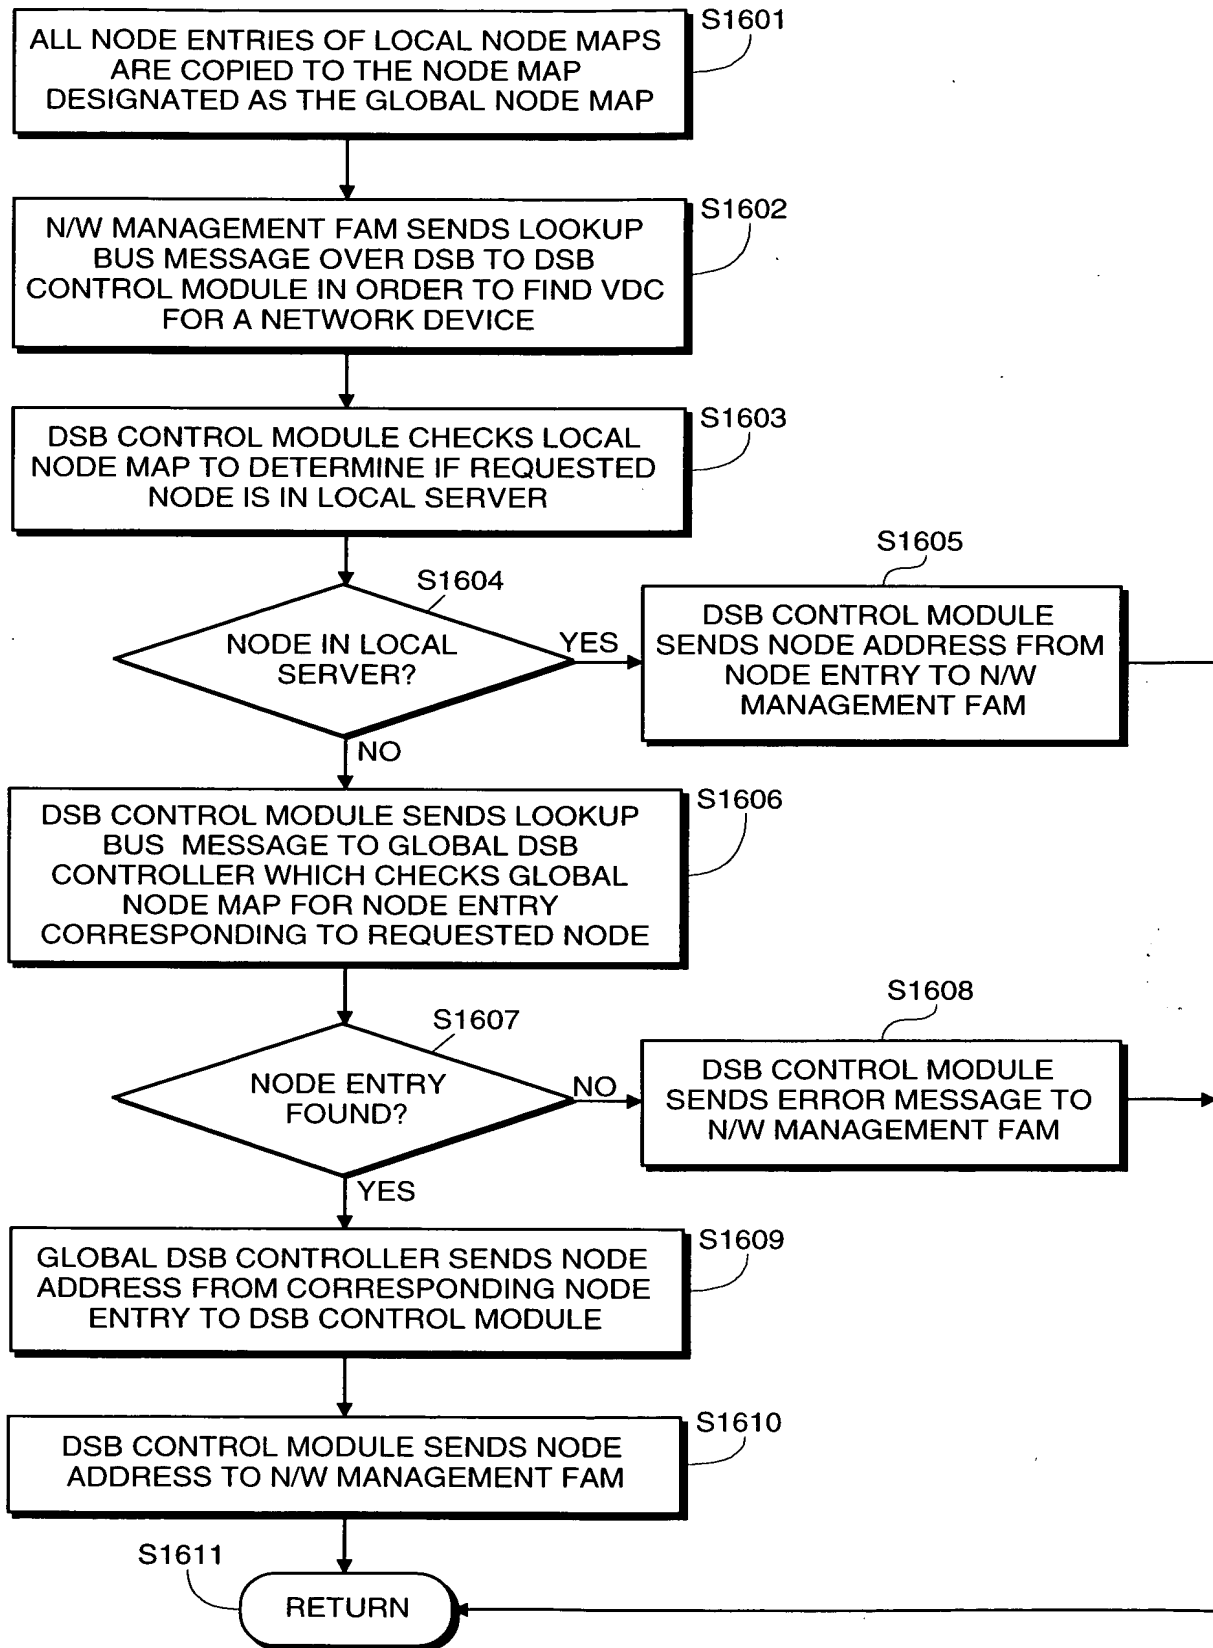 S1601
ALL NODE ENTRIES OF LOCAL NODE MAPS
ARE COPIED TO THE NODE MAP
DESIGNATED AS THE GLOBAL NODE MAP
S1602
N/W MANAGEMENT FAM SENDS LOOKUP
BUS MESSAGE OVER DSB TO DSB
CONTROL MODULE IN ORDER TO FIND VDC
FOR A NETWORK DEVICE
S1603
DSB CONTROL MODULE CHECKS LOCAL
NODE MAP TO DETERMINE IF REQUESTED
NODE IS IN LOCAL SERVER
S1604
NODE IN LOCAL
SERVER?
YES
S1605
DSB CONTROL MODULE
SENDS NODE ADDRESS FROM
NODE ENTRY TO N/W
MANAGEMENT FAM
NO
S1606
DSB CONTROL MODULE SENDS LOOKUP
BUS MESSAGE TO GLOBAL DSB
CONTROLLER WHICH CHECKS GLOBAL
NODE MAP FOR NODE ENTRY
CORRESPONDING TO REQUESTED NODE
S1607
NODE ENTRY
FOUND?
NO
S1608
DSB CONTROL MODULE
SENDS ERROR MESSAGE TO
N/W MANAGEMENT FAM
YES
S1609
GLOBAL DSB CONTROLLER SENDS NODE
ADDRESS FROM CORRESPONDING NODE
ENTRY TO DSB CONTROL MODULE
S1610
DSB CONTROL MODULE SENDS NODE
ADDRESS TO N/W MANAGEMENT FAM
S1611
RETURN